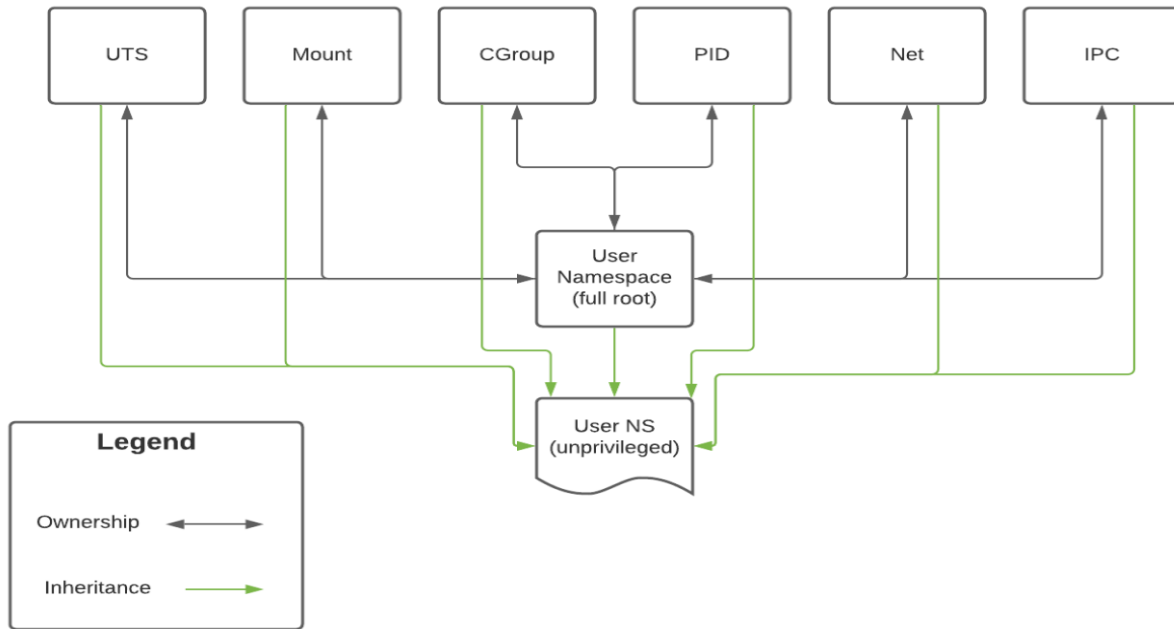 UTS
Mount
CGroup
PID
Net
IPC
User
Namespace
(full root)
User NS
(unprivileged)
Legend
Ownership
Inheritance